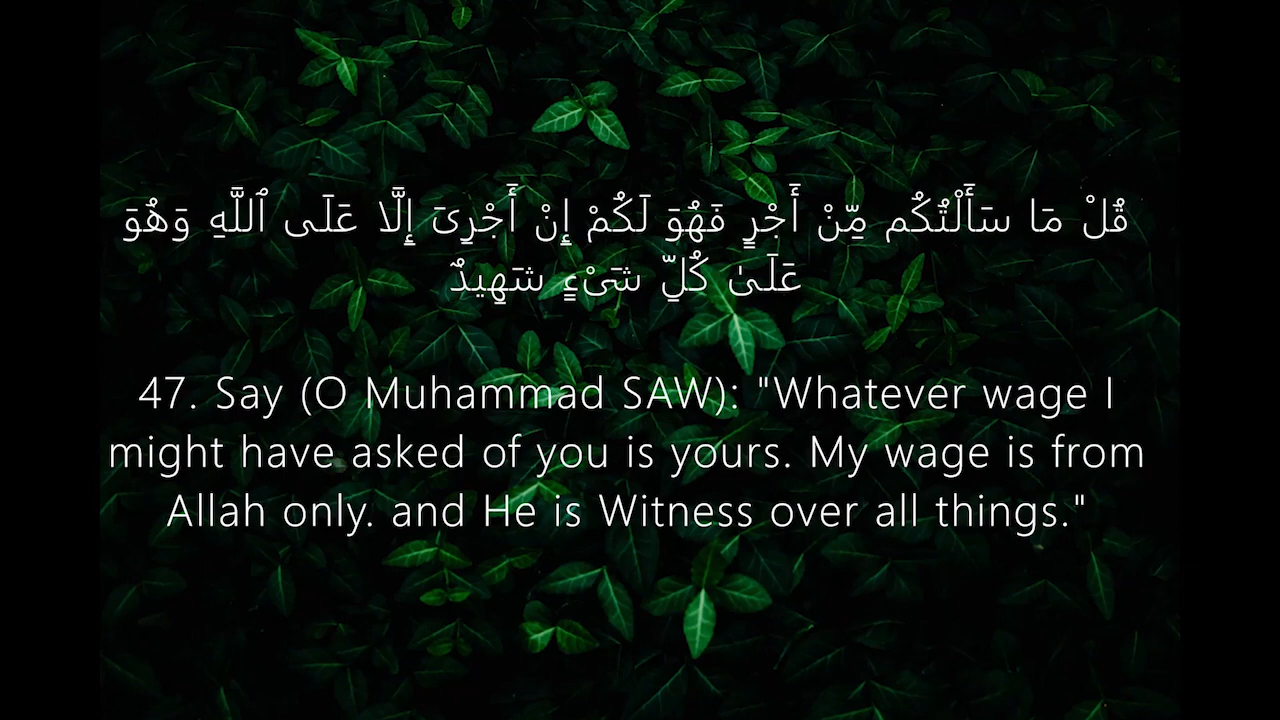 قُلْ مَا سَأَلْتُكُم مِّنْ أَجْرٍ فَهُوَ لَكُمْ إِنْ أَجْرِىَ إِلَّا عَلَى ٱللَّهِ وَهُوَ
عَلَىٰ كُلِّ شَىْءٍ شَهِيدٌ
47. Say (O Muhammad SAW): "Whatever wage I
might have asked of you is yours. My wage is from
Allah only. and He is Witness over all things."